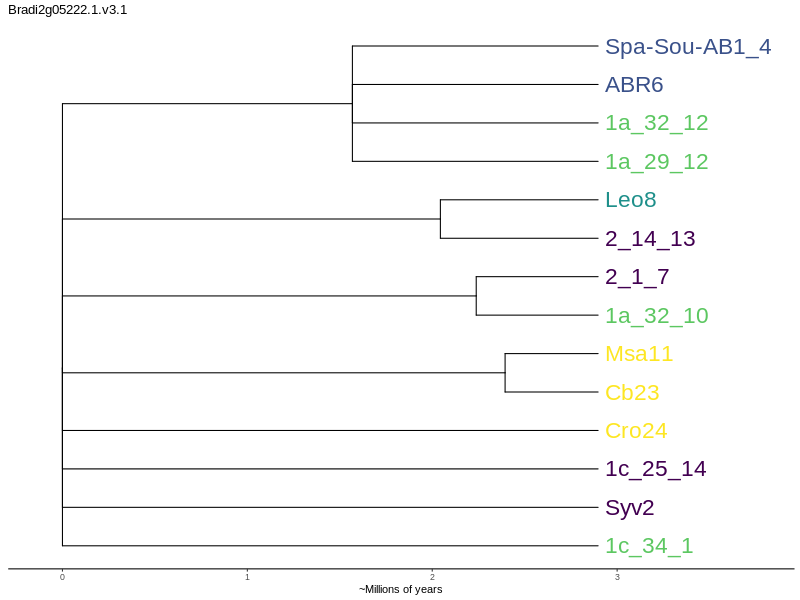 Bradi2g05222.1.v3.1
Spa-Sou-AB1_4
ABR6
1a_32_12
1a_29_12
Leo8
2_14_13
2_1_7
1a_32_10
Msa11
Cb23
Cro24
1c_25_14
Syv2
1c_34_1
0 1 2 3
~Millions of years